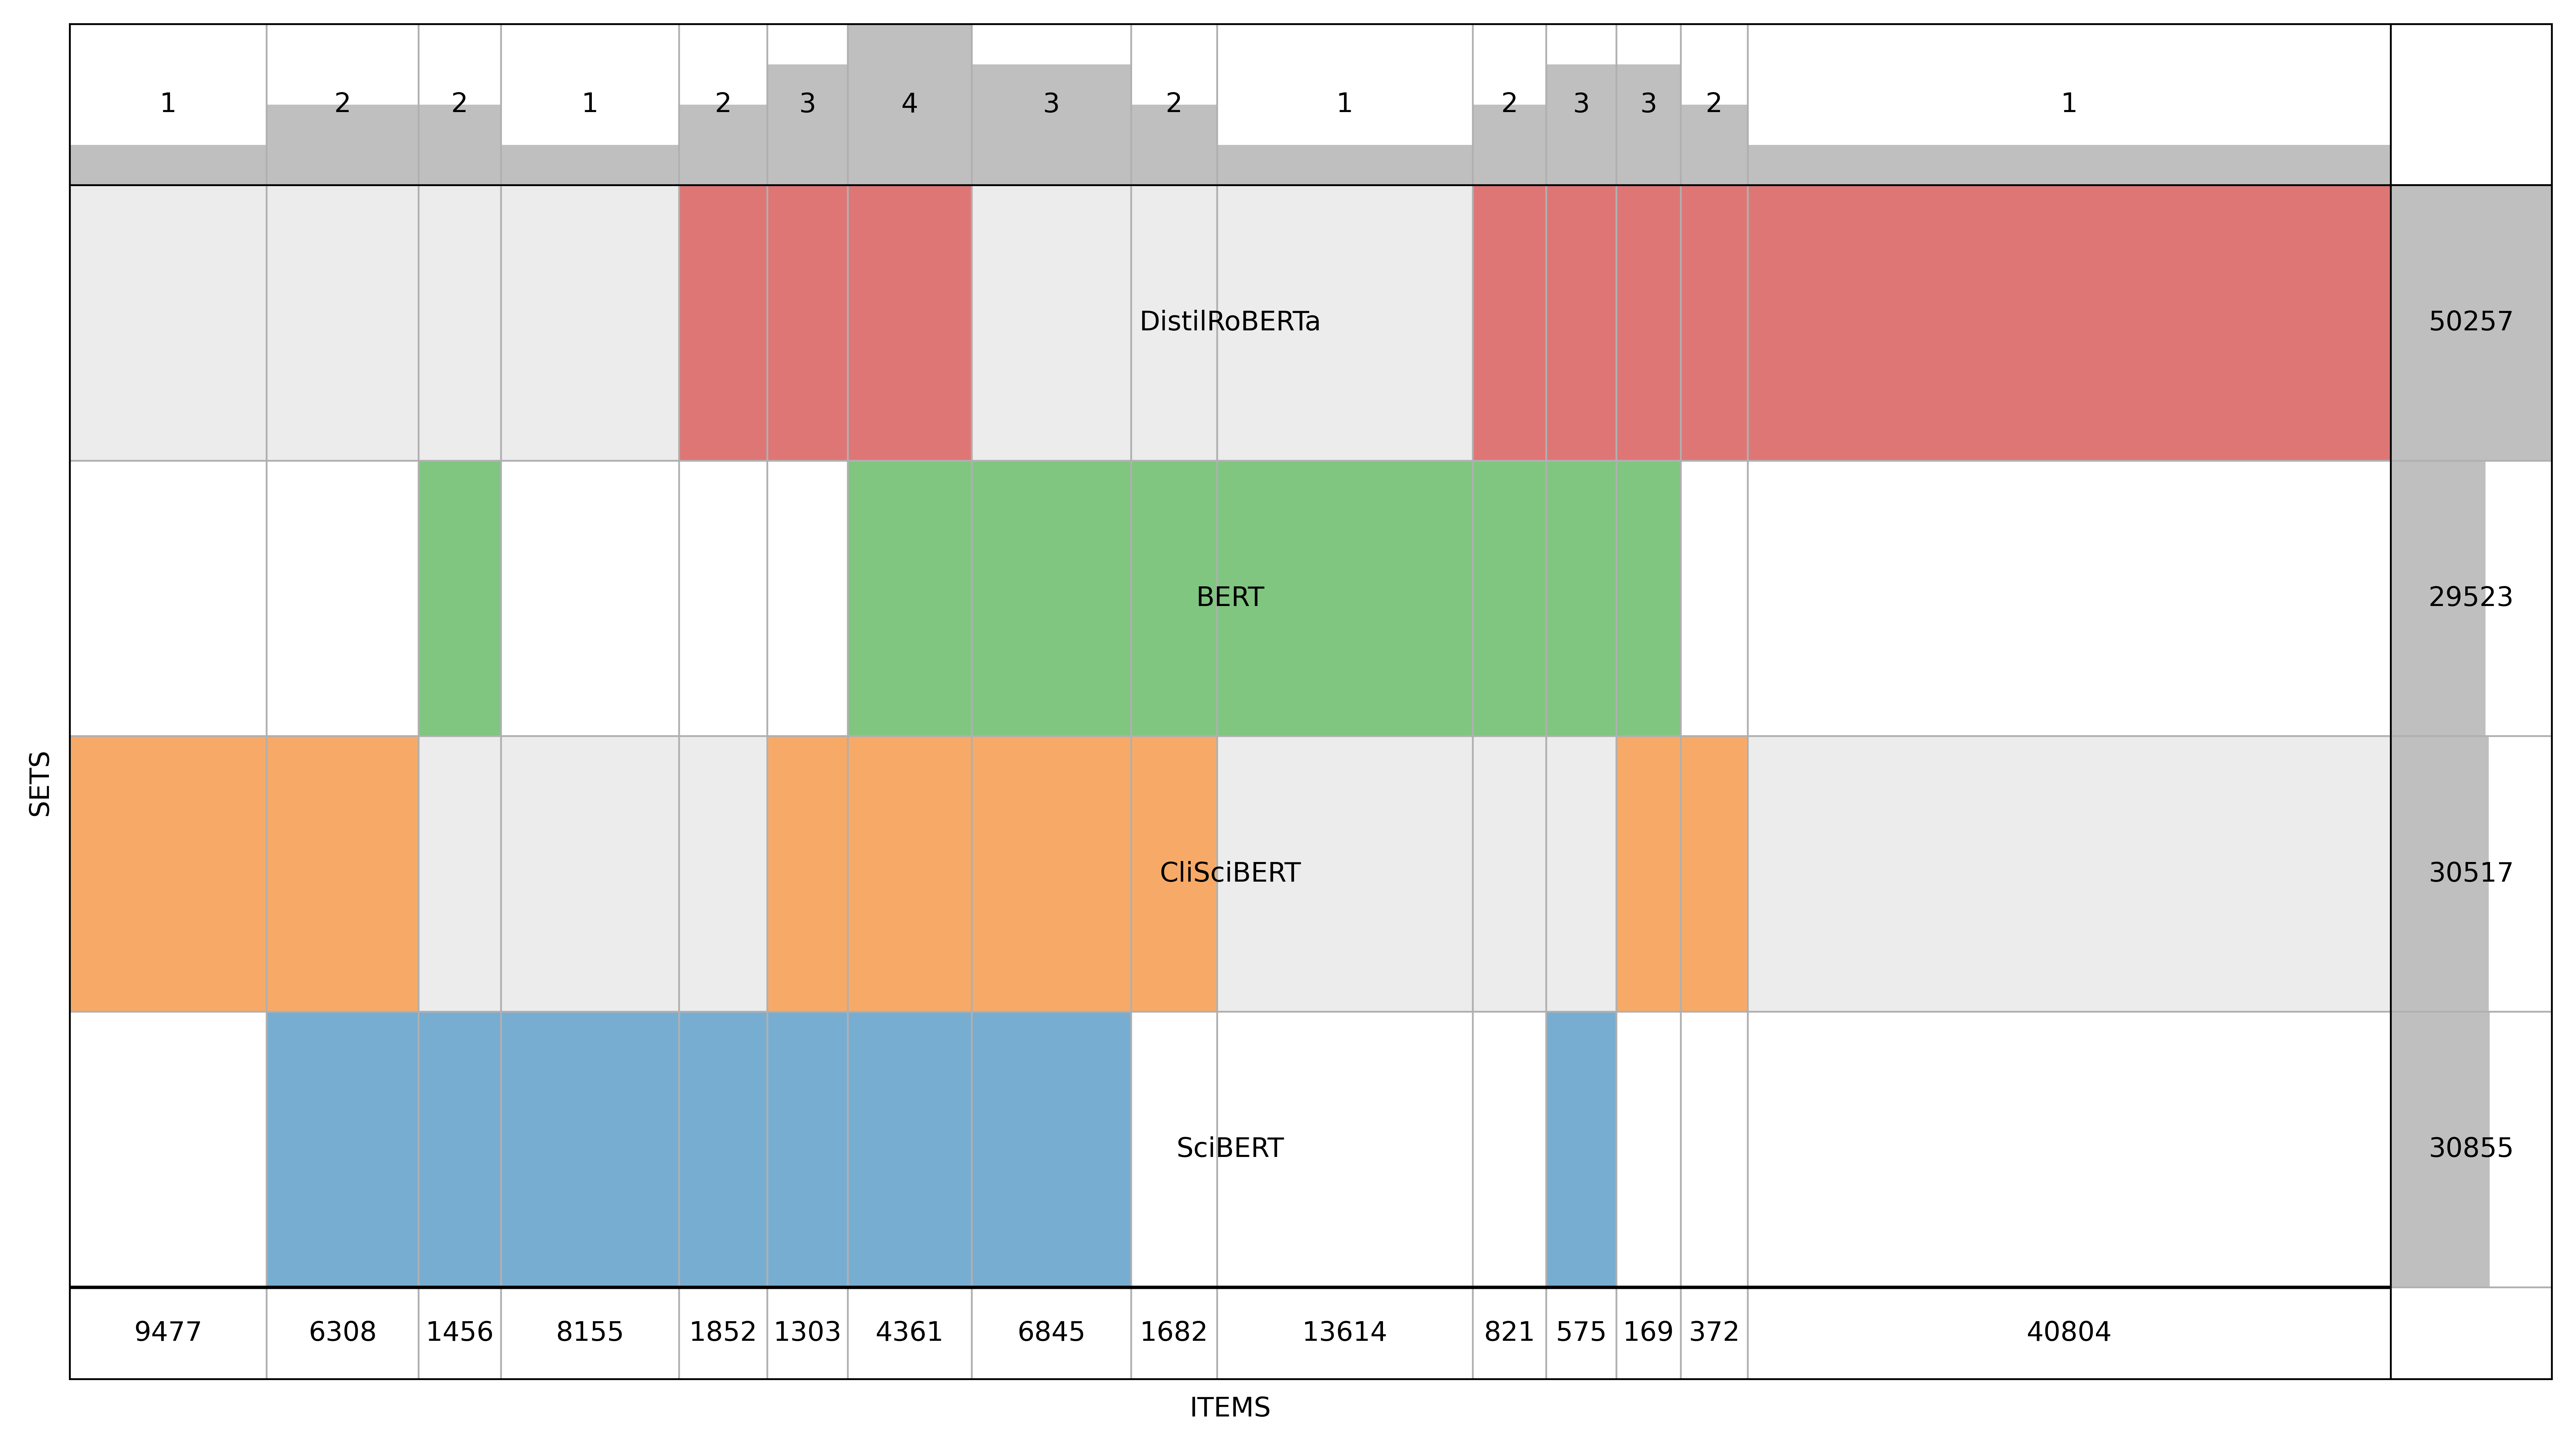 1 2 2 1 2 3 4 3 2 1 2 3 3 2 1
DistilRoBERTa 50257
BERT 29523
SETS
CliSciBERT 30517
SciBERT 30855
9477 6308 1456 8155 1852 1303 4361 6845 1682 13614 821 575 169 372 40804
ITEMS